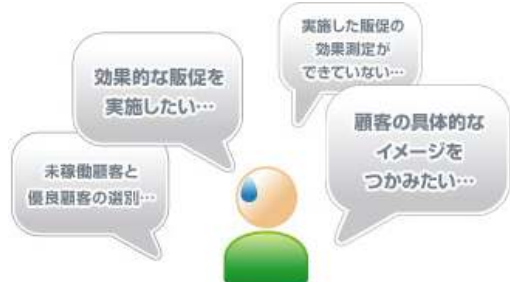 効果的な販促を
実施したい…
実施した販促の
効果測定が
できていない…
未稼働顧客と
優良顧客の選別…
顧客の具体的な
イメージを
つかみたい…